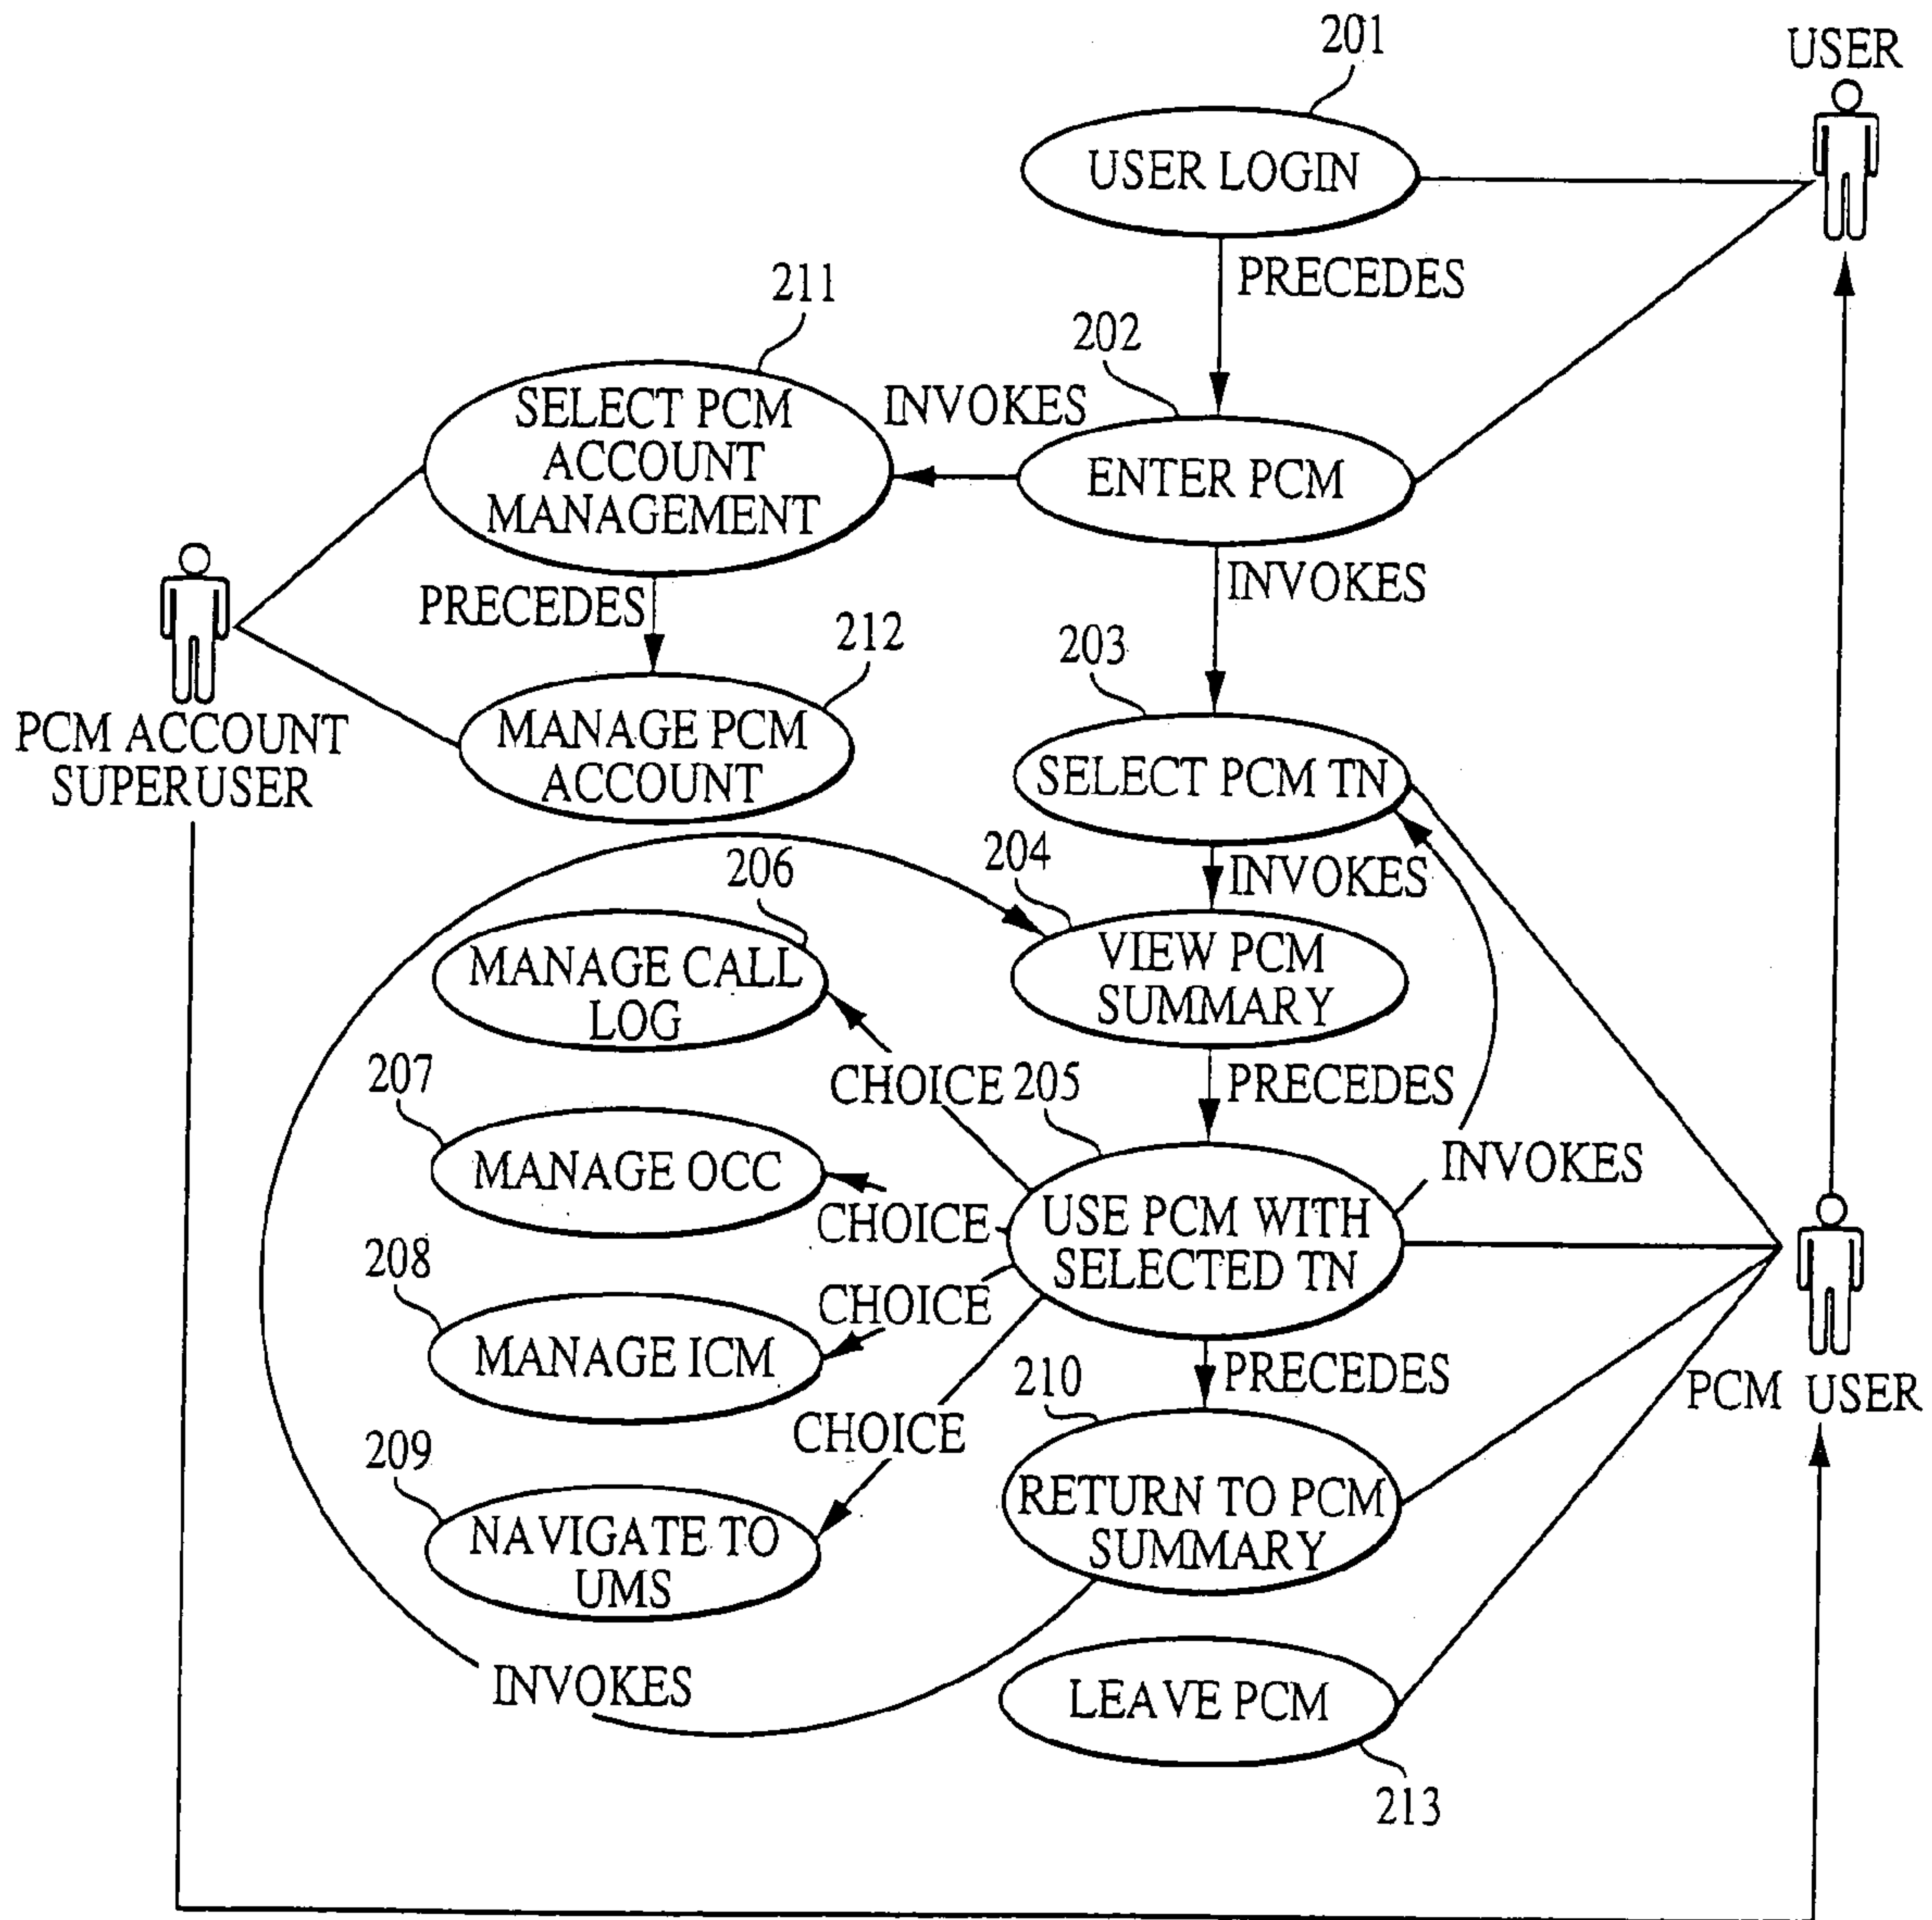 201
USER
USER LOGIN
PRECEDES
211
202
INVOKES
SELECT PCM
ACCOUNT
MANAGEMENT
ENTER PCM
INVOKES
PRECEDES
212
203
PCM ACCOUNT
SUPERUSER
MANAGE PCM
ACCOUNT
SELECT PCM TN
206
204
INVOKES
MANAGE CALL
LOG
VIEW PCM
SUMMARY
207
CHOICE
205
PRECEDES
MANAGE OCC
INVOKES
CHOICE
USE PCM WITH
SELECTED TN
208
CHOICE
MANAGE ICM
210
PRECEDES
PCM USER
209
CHOICE
NAVIGATE TO
UMS
RETURN TO PCM
SUMMARY
INVOKES
LEAVE PCM
213